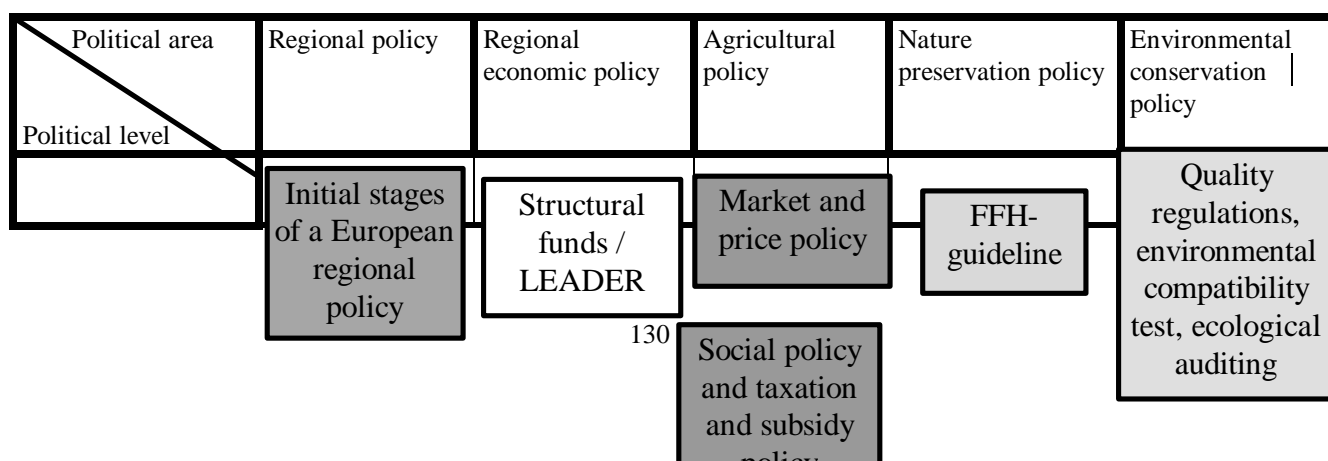 Political area
Political level
Regional policy
Regional
economic policy
Agricultural
policy
Nature
preservation policy
Environmental
conservation
policy
Initial stages
of a European
regional
policy
Structural
funds /
LEADER
Market and
price policy
FFH-
guideline
Quality
regulations,
environmental
compatibility
test, ecological
auditing
130
Social policy
and taxation
and subsidy
policy